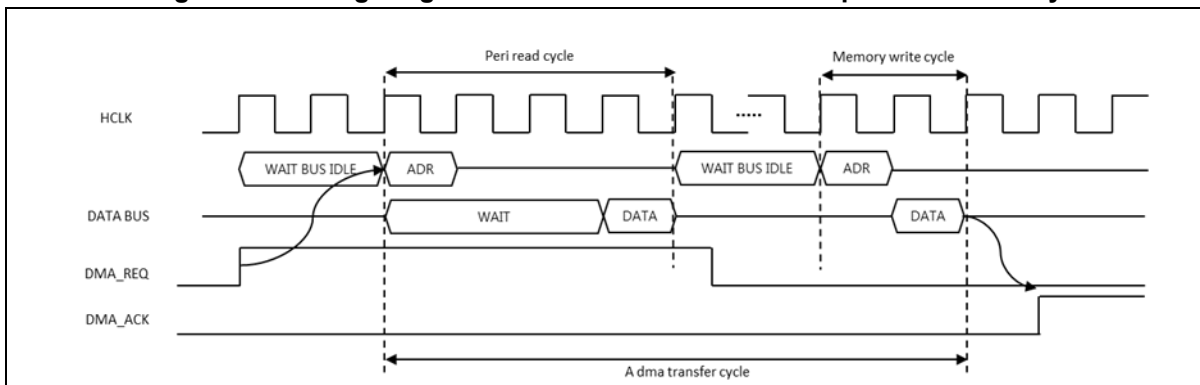 Peri read cycle
Memory write cycle
HCLK
.....
WAIT BUS IDLE
ADR
WAIT BUS IDLE
ADR
DATA BUS
WAIT
DATA
DATA
DMA_REQ
DMA_ACK
A dma transfer cycle